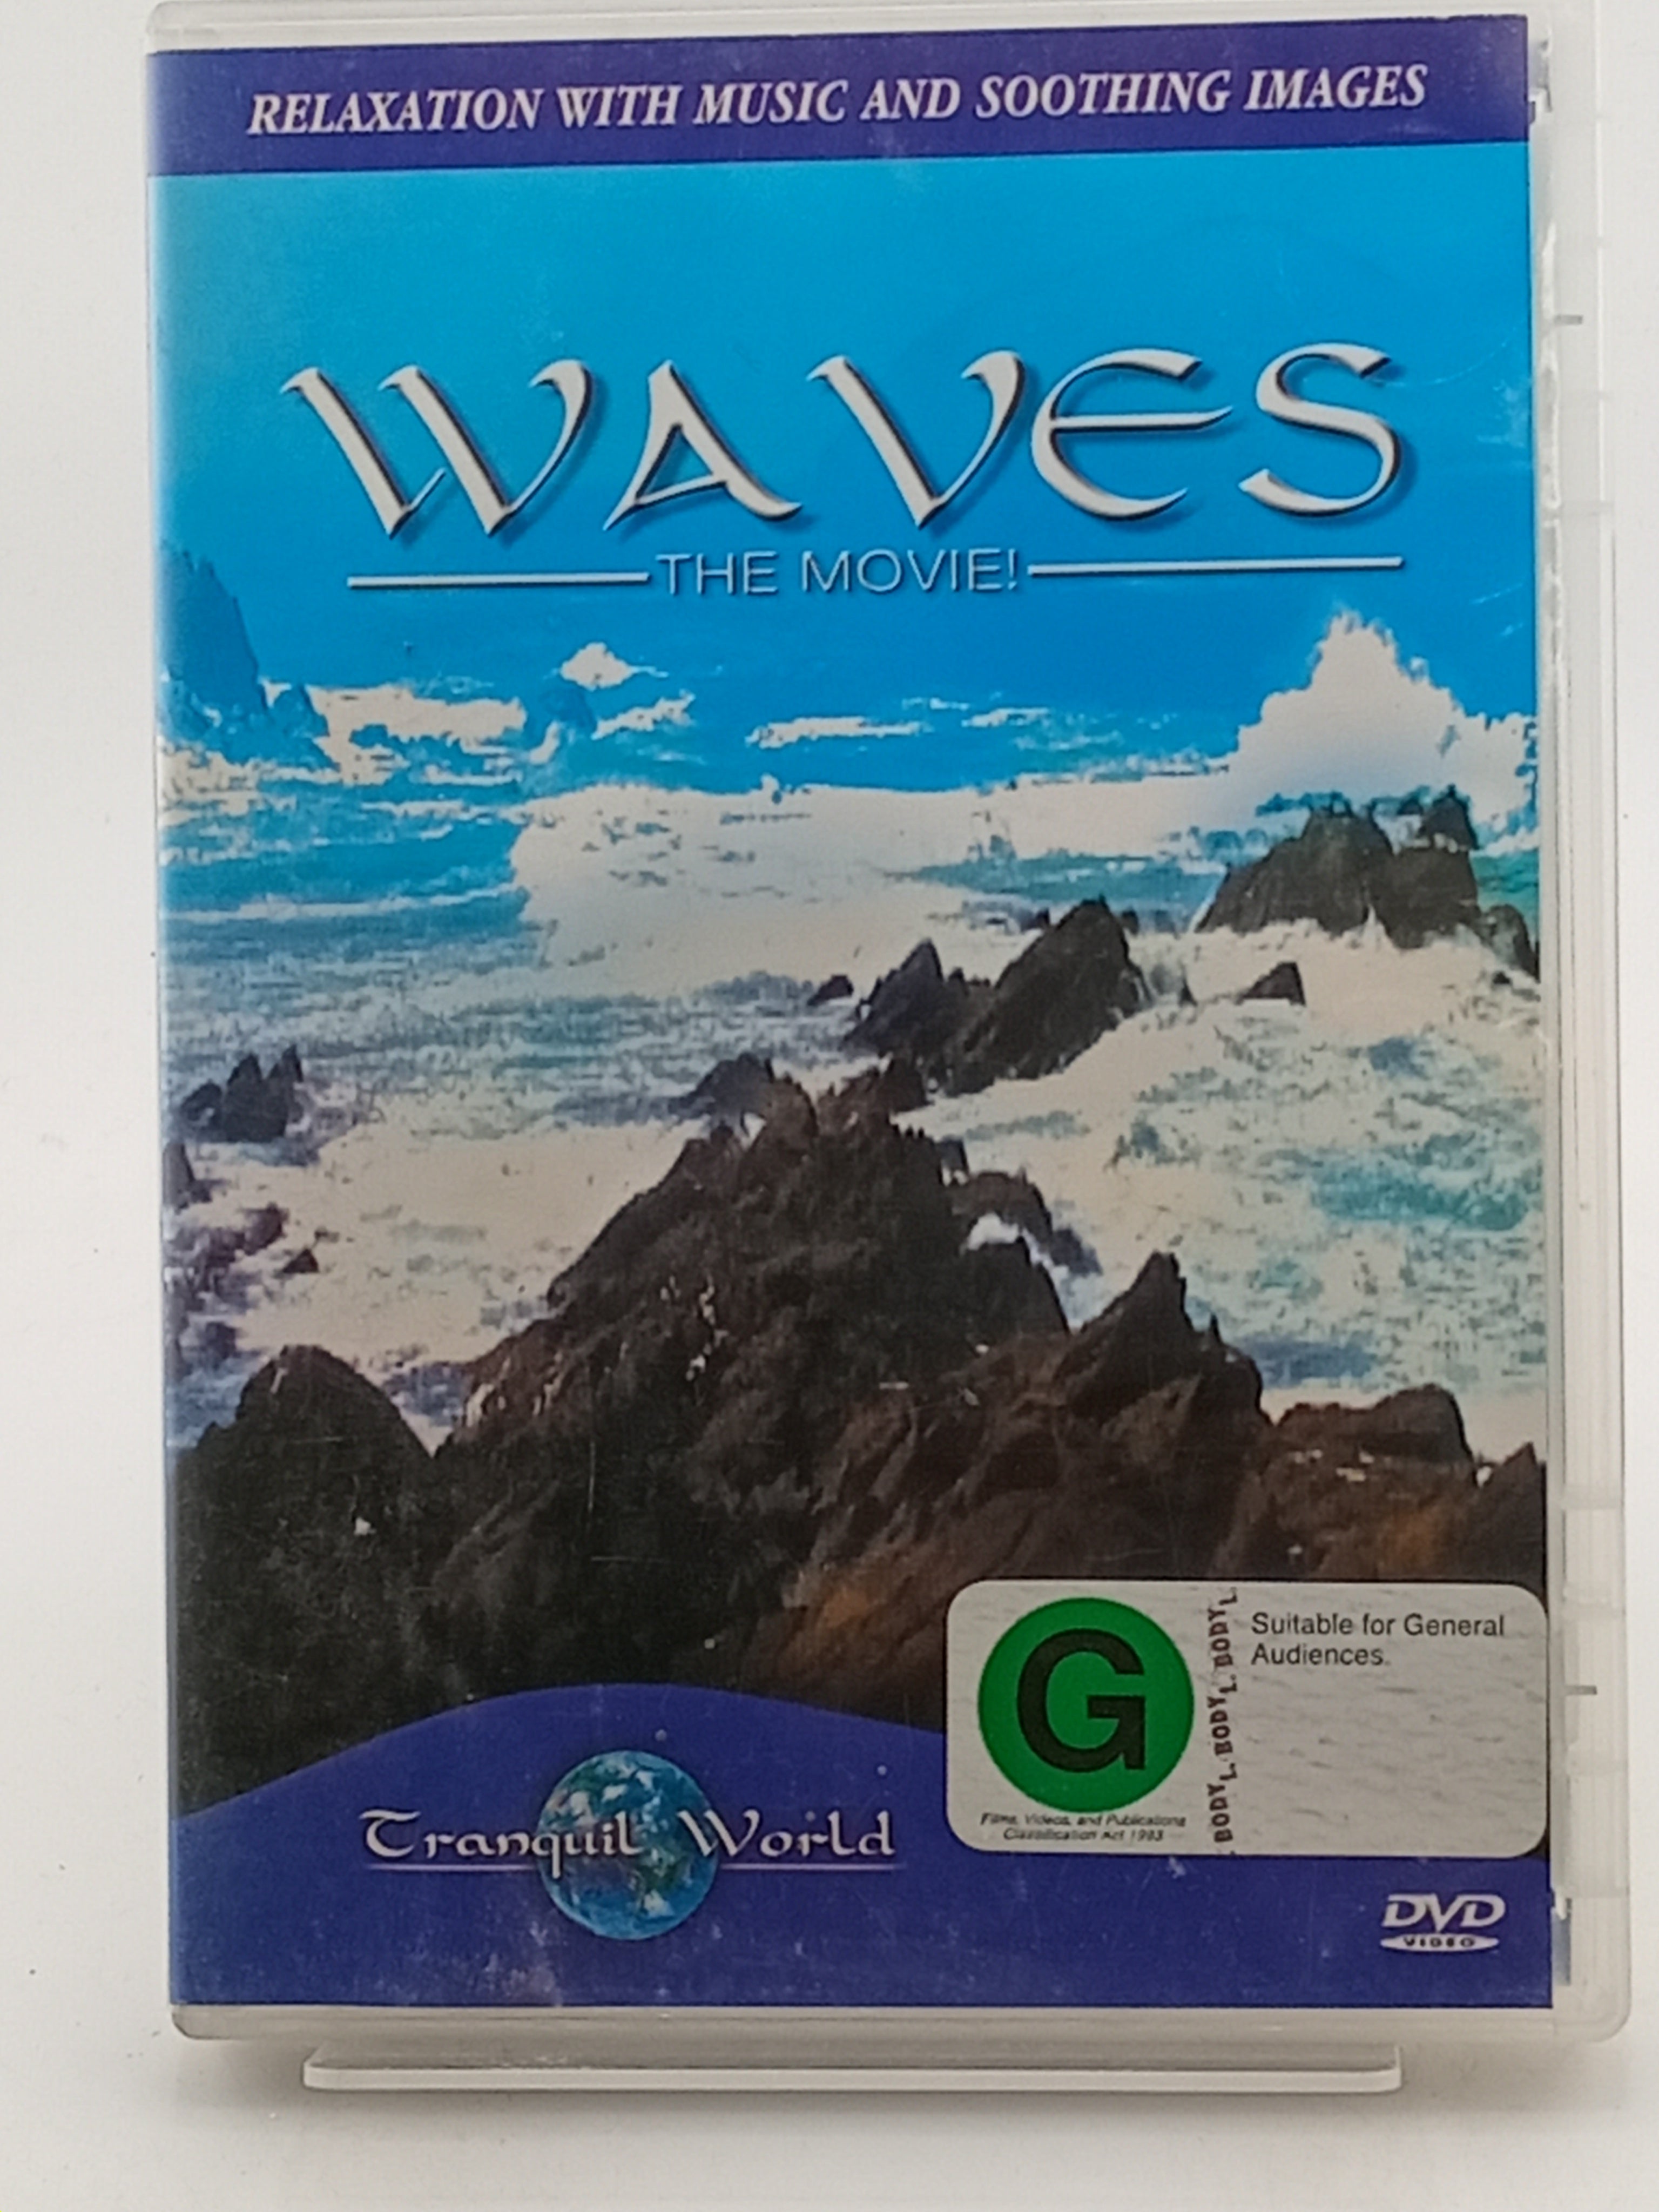 RELAXATION WITH MUSIC AND SOOTHING IMAGES
WAVES
THE MOVIE!
G
Suitable for General
Audiences.
Films, Videos, and Publications
Classification Act 1993
BODY L. BODY L. BODY L.
Tranquil World
DVD
VIDEO